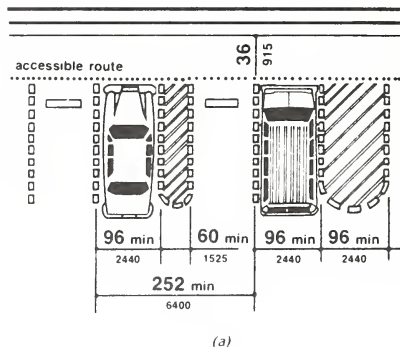 36
915
accessible route
96 min 60 min 96 min 96 min
2440 1525 2440 2440
252 min
6400
(a)